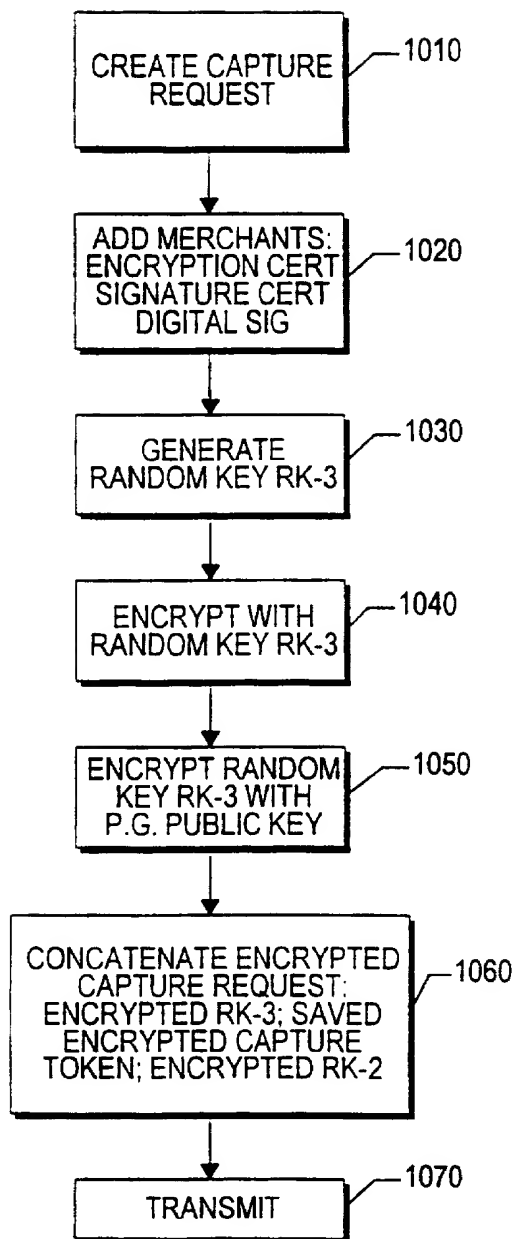 CREATE CAPTURE
REQUEST
1010
ADD MERCHANTS:
ENCRYPTION CERT
SIGNATURE CERT
DIGITAL SIG
1020
GENERATE
RANDOM KEY RK-3
1030
ENCRYPT WITH
RANDOM KEY RK-3
1040
ENCRYPT RANDOM
KEY RK-3 WITH
P.G. PUBLIC KEY
1050
CONCATENATE ENCRYPTED
CAPTURE REQUEST:
ENCRYPTED RK-3; SAVED
ENCRYPTED CAPTURE
TOKEN; ENCRYPTED RK-2
1060
TRANSMIT
1070